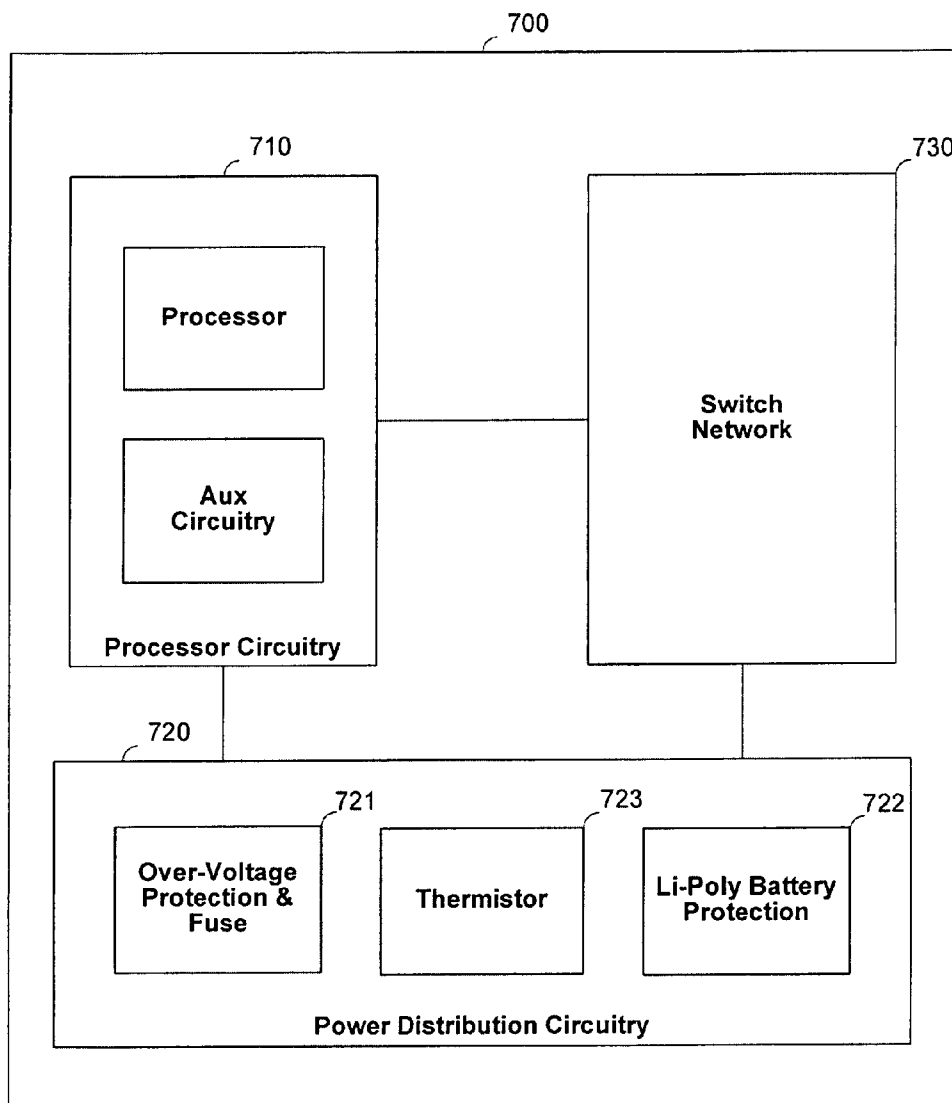 700
710
730
Processor
Switch
Network
Aux
Circuitry
Processor Circuitry
720
721
723
722
Over-Voltage
Protection &
Fuse
Thermistor
Li-Poly Battery
Protection
Power Distribution Circuitry